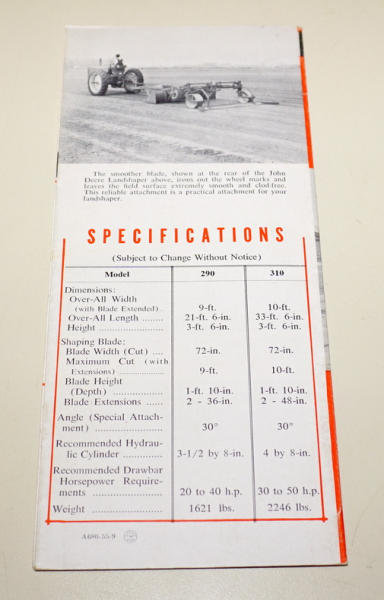 The smoother blade, shown at the rear of the John
Deere Landshaper above, irons out the wheel marks and
leaves the field surface extremely smooth and clod-free.
This reliable attachment is a practical attachment for your
landshaper.
SPECIFICATIONS
(Subject to Change Without Notice)
Model 290 310
Dimensions:
Over-All Width
(with Blade Extended).. 9-ft. 10-ft.
Over-All Length ........ 21-ft. 6-in. 33-ft. 6-in.
Height ................. 3-ft. 6-in. 3-ft. 6-in.
Shaping Blade:
Blade Width (Cut) .... 72-in. 72-in.
Maximum Cut (with
Extensions) ............ 9-ft. 10-ft.
Blade Height
(Depth) .................. 1-ft. 10-in. 1-ft. 10-in.
Blade Extensions ..... 2 - 36-in. 2 - 48-in.
Angle (Special Attach-
ment) ..................... 30° 30°
Recommended Hydrau-
lic Cylinder .............. 3-1/2 by 8-in. 4 by 8-in.
Recommended Drawbar
Horsepower Require-
ments ...................... 20 to 40 h.p. 30 to 50 h.p.
Weight ..................... 1621 lbs. 2246 lbs.
A686-55-9